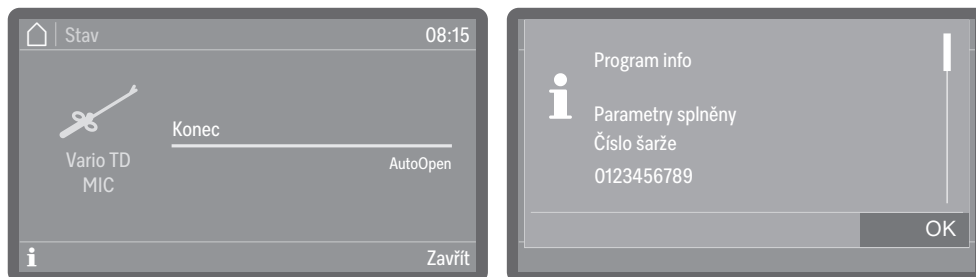 Stav 08:15
Konec
AutoOpen
Vario TD
MIC
i Zavřít
i
Program info
Parametry splněny
Číslo šarže
0123456789
OK